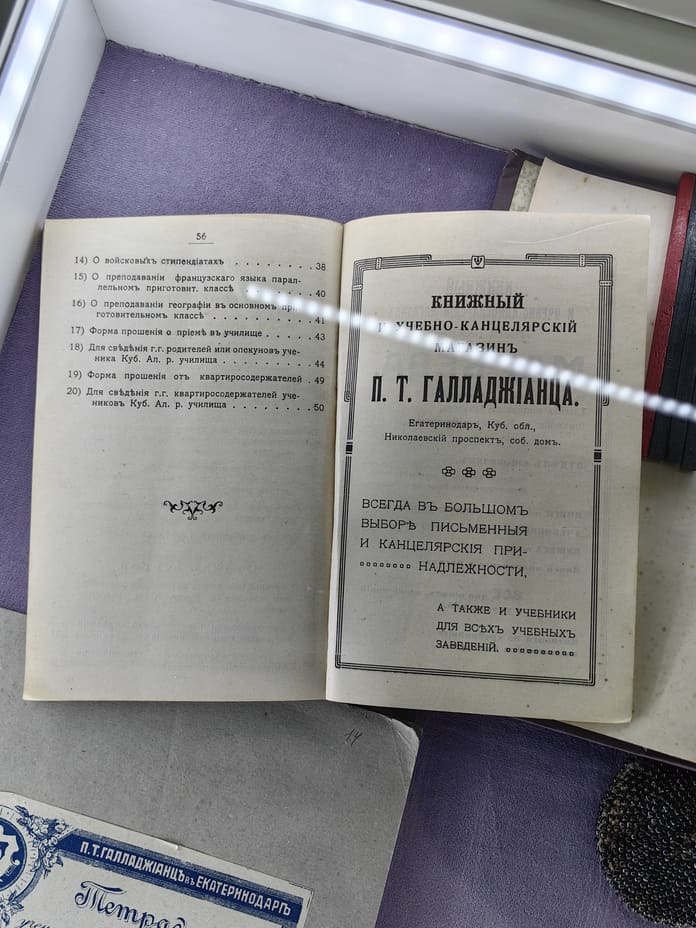 56
14) О войсковыхъ стипендіатахъ . . . . . . . . . 38
15) О преподаваніи французскаго языка парал-
лельномъ приготовит. классѣ . . . . . . . . 40
16) О преподаваніи географіи въ основномъ
готовительномъ классѣ . . . . . . . . . . . 41
17) Форма прошенія о пріемѣ въ училище . . . . 43
18) Для свѣдѣнія г.г. родителей или опекуновъ уче-
ника Куб. Ал. р. училища . . . . . . . . . . 44
19) Форма прошенія отъ квартиросодержателей . 49
20) Для свѣдѣнія г.г. квартиросодержателей уче-
никовъ Куб. Ал. р. училища . . . . . . . . . 50
КНИЖНЫЙ
И УЧЕБНО-КАНЦЕЛЯРСКІЙ
МАГАЗИНЪ
П. Т. ГАЛЛАДЖІАНЦА.
Екатеринодаръ, Куб. обл.,
Николаевскій проспектъ, соб. домъ.
ВСЕГДА ВЪ БОЛЬШОМЪ
ВЫБОРѢ ПИСЬМЕННЫЯ
И КАНЦЕЛЯРСКІЯ ПРИ-
НАДЛЕЖНОСТИ,
А ТАКЖЕ И УЧЕБНИКИ
ДЛЯ ВСѢХЪ УЧЕБНЫХЪ
ЗАВЕДЕНІЙ.
14
П. Т. ГАЛЛАДЖІАНЦЪ ВЪ ЕКАТЕРИНОДАРѢ